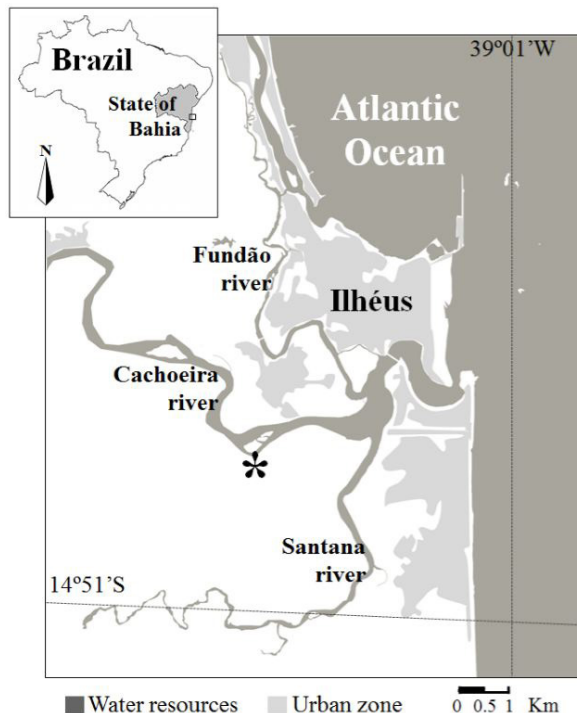 Brazil
State of
Bahia
N
39º01'W
Atlantic
Ocean
Fundão
river
Ilhéus
Cachoeira
river
*
Santana
river
14º51'S
Water resources
Urban zone
0 0.5 1 Km